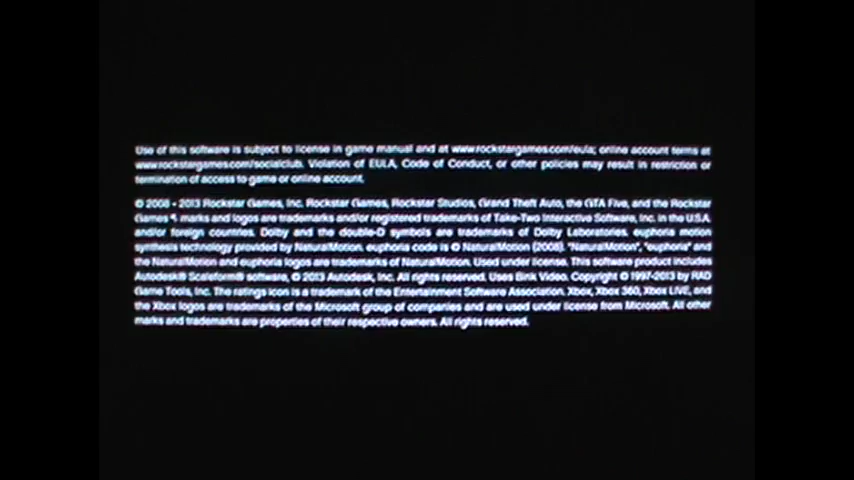 Use of this software is subject to license in game manual and at www.rockstargames.com/eula; online account terms at
www.rockstargames.com/socialclub. Violation of EULA, Code of Conduct, or other policies may result in restriction or
termination of access to game or online account.
© 2008 - 2013 Rockstar Games, Inc. Rockstar Games, Rockstar Studios, Grand Theft Auto, the GTA Five, and the Rockstar
Games marks and logos are trademarks and/or registered trademarks of Take-Two Interactive Software, Inc. in the U.S.A.
and/or foreign countries. Dolby and the double-D symbols are trademarks of Dolby Laboratories. euphoria motion
synthesis technology provided by NaturalMotion. euphoria code is © NaturalMotion (2008). "NaturalMotion", "euphoria" and
the NaturalMotion and euphoria logos are trademarks of NaturalMotion. Used under license. This software product includes
Autodesk® Scaleform® software, © 2013 Autodesk, Inc. All rights reserved. Uses Bink Video. Copyright © 1997-2013 by RAD
Game Tools, Inc. The ratings icon is a trademark of the Entertainment Software Association. Xbox, Xbox 360, Xbox LIVE, and
the Xbox logos are trademarks of the Microsoft group of companies and are used under license from Microsoft. All other
marks and trademarks are properties of their respective owners. All rights reserved.